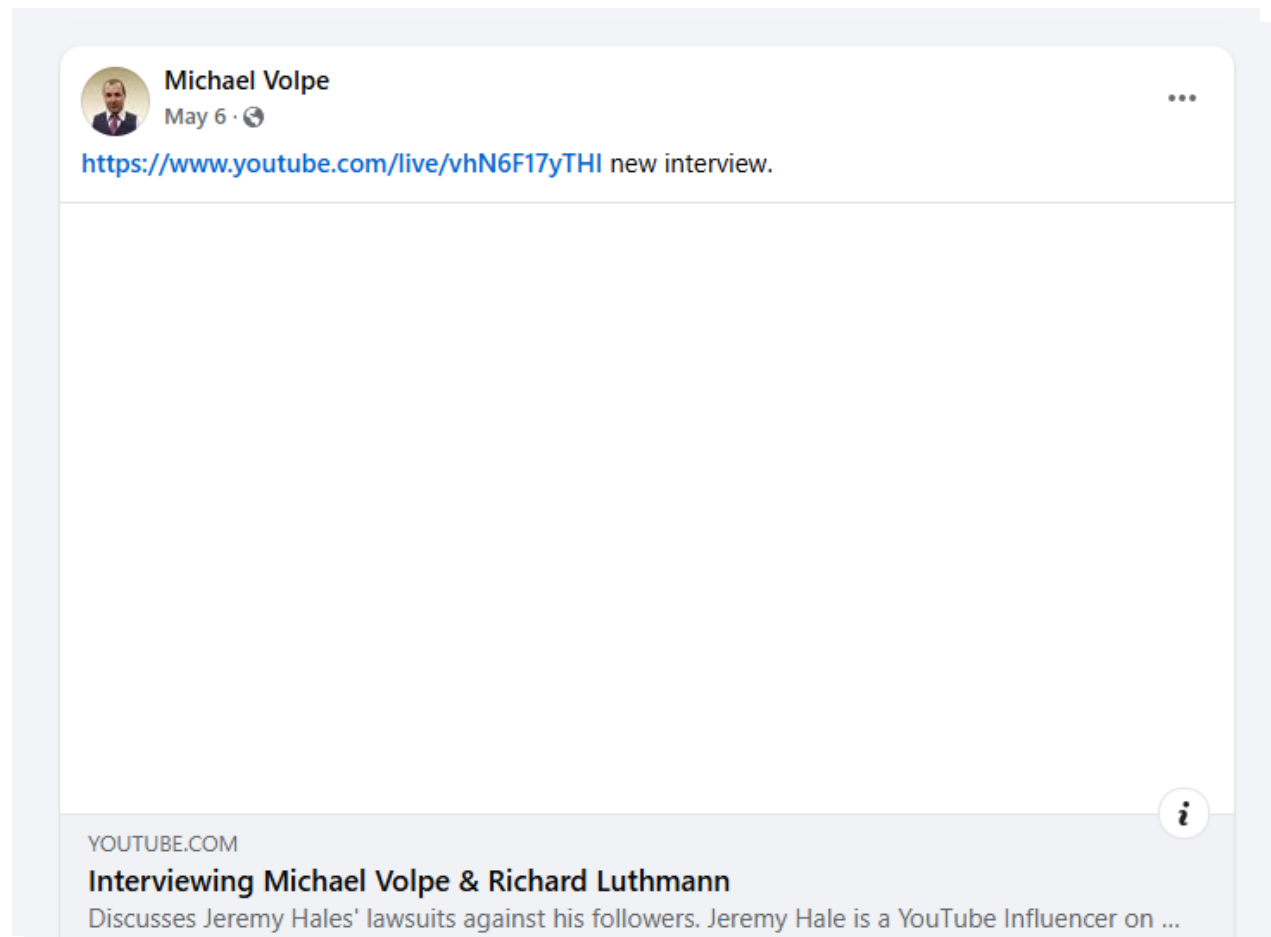 Michael Volpe
May 6 ·
https://www.youtube.com/live/vhN6F17yTHI new interview.
YOUTUBE.COM
Interviewing Michael Volpe & Richard Luthmann
Discusses Jeremy Hales' lawsuits against his followers. Jeremy Hale is a YouTube Influencer on ...